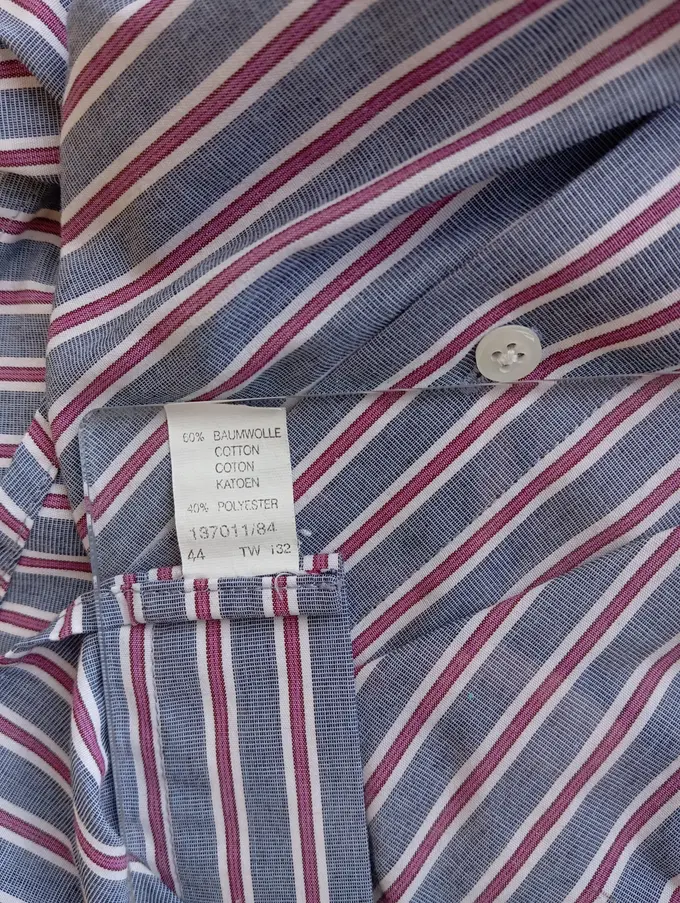 60% BAUMWOLLE
COTTON
COTON
KATOEN
40% POLYESTER
137011/84
44 TW 132